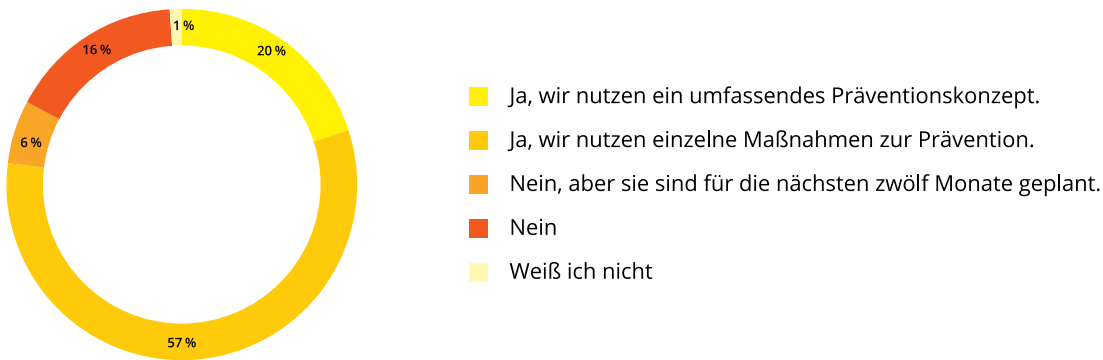 1 %
20 %
16 %
6 %
57 %
Ja, wir nutzen ein umfassendes Präventionskonzept.
Ja, wir nutzen einzelne Maßnahmen zur Prävention.
Nein, aber sie sind für die nächsten zwölf Monate geplant.
Nein
Weiß ich nicht